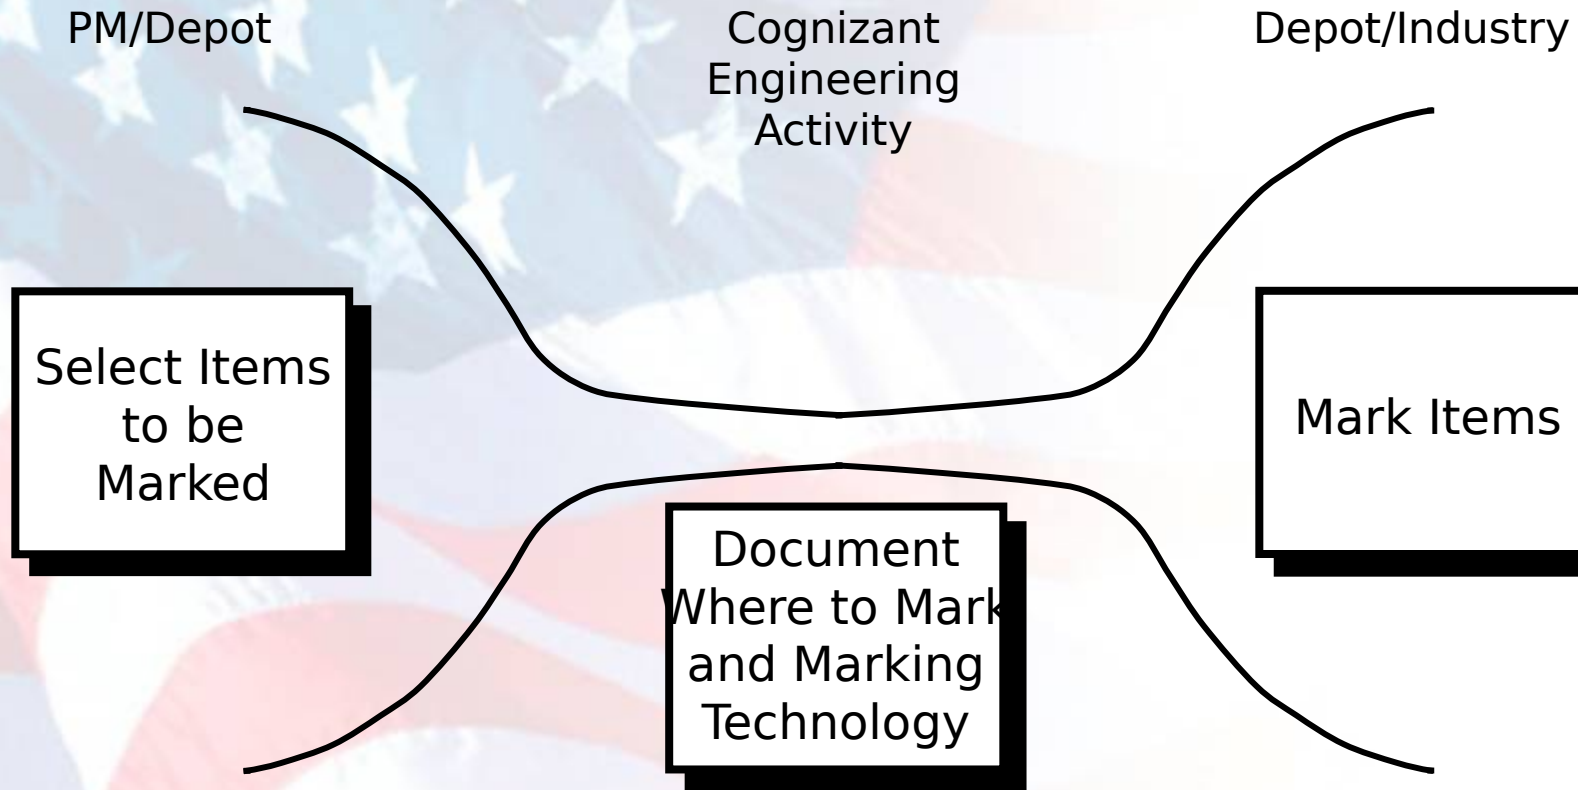 PM/Depot
Cognizant
Engineering
Activity
Depot/Industry
Select Items
to be
Marked
Document
Where to Mark
and Marking
Technology
Mark Items